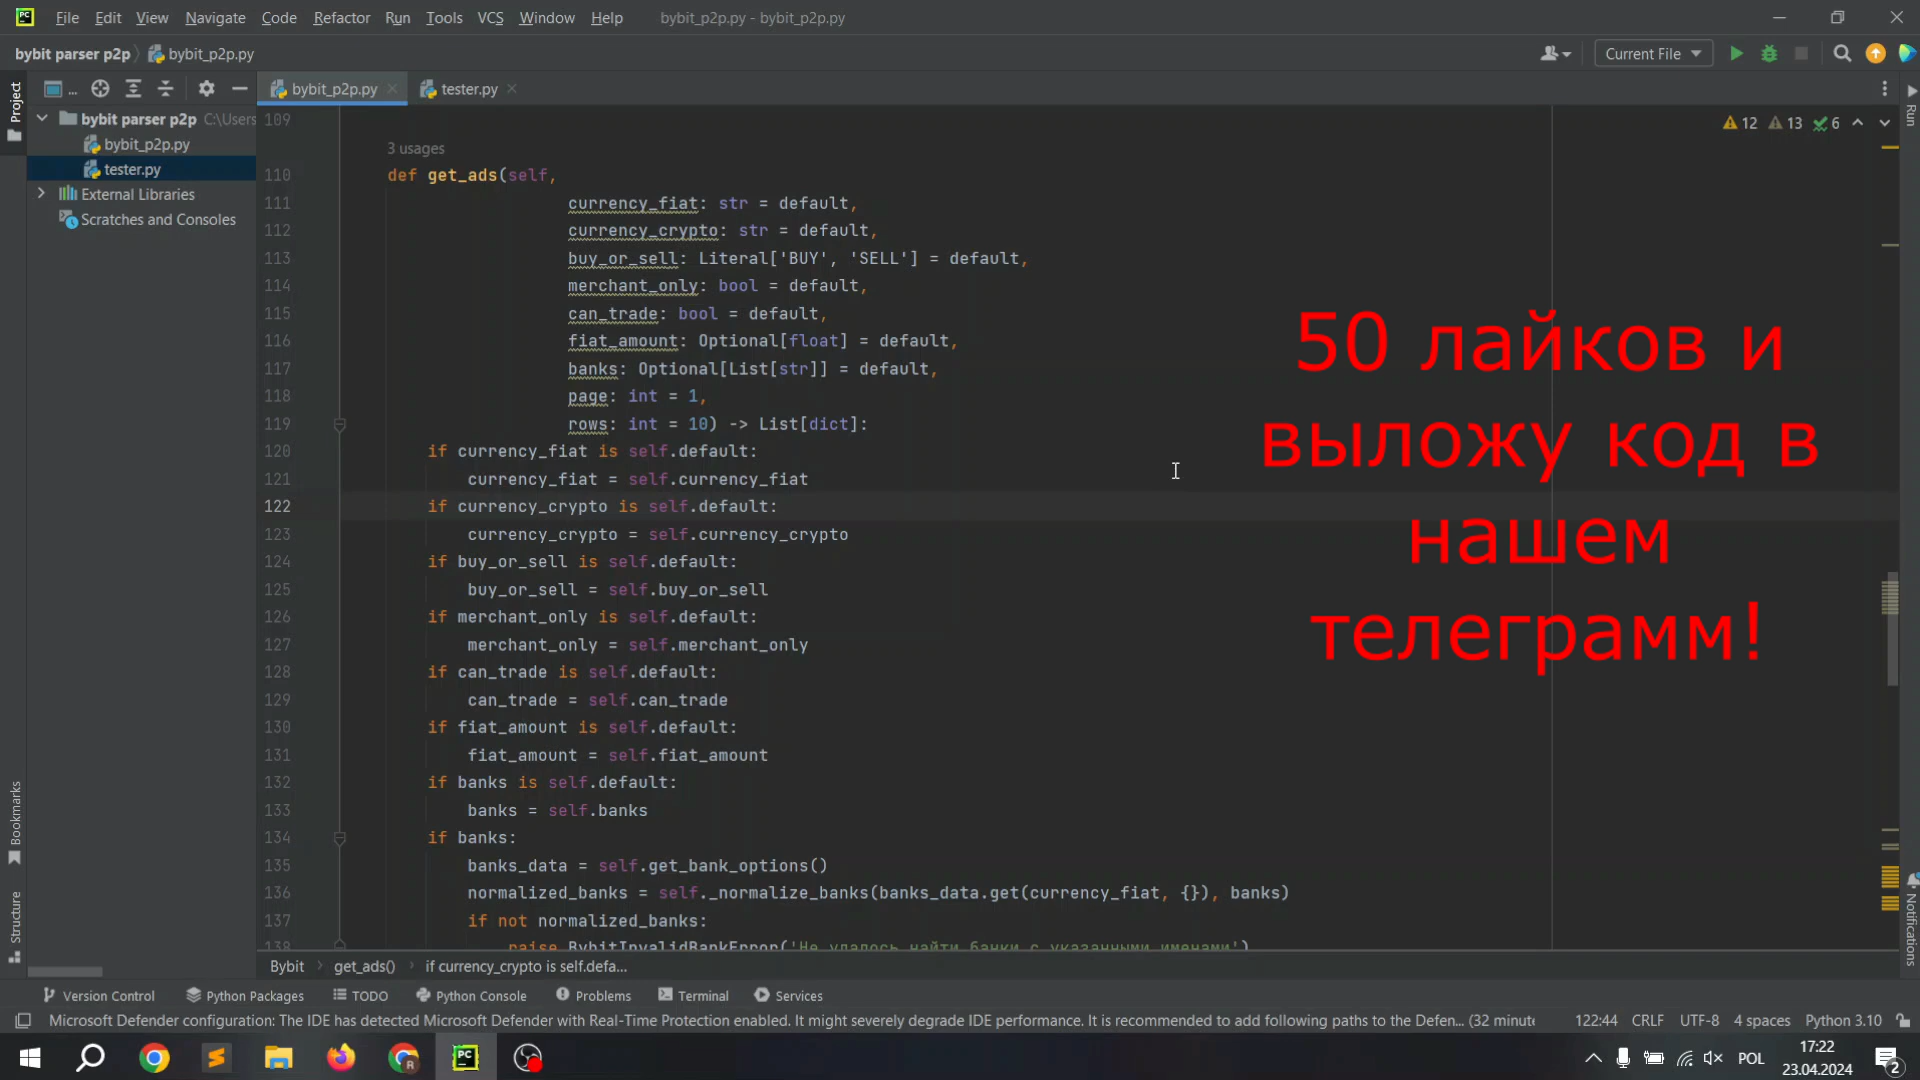 File Edit View Navigate Code Refactor Run Tools VCS Window Help bybit_p2p.py - bybit_p2p.py
bybit parser p2p bybit_p2p.py Current File
Project
bybit_p2p.py tester.py
bybit parser p2p C:\Users
bybit_p2p.py
tester.py
External Libraries
Scratches and Consoles
12 13 6
Run
109
3 usages
110 def get_ads(self,
111 currency_fiat: str = default,
112 currency_crypto: str = default,
113 buy_or_sell: Literal['BUY', 'SELL'] = default,
114 merchant_only: bool = default,
115 can_trade: bool = default,
116 fiat_amount: Optional[float] = default,
117 banks: Optional[List[str]] = default,
118 page: int = 1,
119 rows: int = 10) -> List[dict]:
120 if currency_fiat is self.default:
121 currency_fiat = self.currency_fiat
122 if currency_crypto is self.default:
123 currency_crypto = self.currency_crypto
124 if buy_or_sell is self.default:
125 buy_or_sell = self.buy_or_sell
126 if merchant_only is self.default:
127 merchant_only = self.merchant_only
128 if can_trade is self.default:
129 can_trade = self.can_trade
130 if fiat_amount is self.default:
131 fiat_amount = self.fiat_amount
132 if banks is self.default:
133 banks = self.banks
134 if banks:
135 banks_data = self.get_bank_options()
136 normalized_banks = self._normalize_banks(banks_data.get(currency_fiat, {}), banks)
137 if not normalized_banks:
138 raise BybitInvalidBankError('Не удалось найти банки с указанными именами')
50 лайков и
выложу код в
нашем
телеграмм!
Bookmarks
Structure
Notifications
Bybit get_ads() if currency_crypto is self.defa...
Version Control Python Packages TODO Python Console Problems Terminal Services
Microsoft Defender configuration: The IDE has detected Microsoft Defender with Real-Time Protection enabled. It might severely degrade IDE performance. It is recommended to add following paths to the Defen... (32 minute 122:44 CRLF UTF-8 4 spaces Python 3.10
POL
17:22
23.04.2024
2